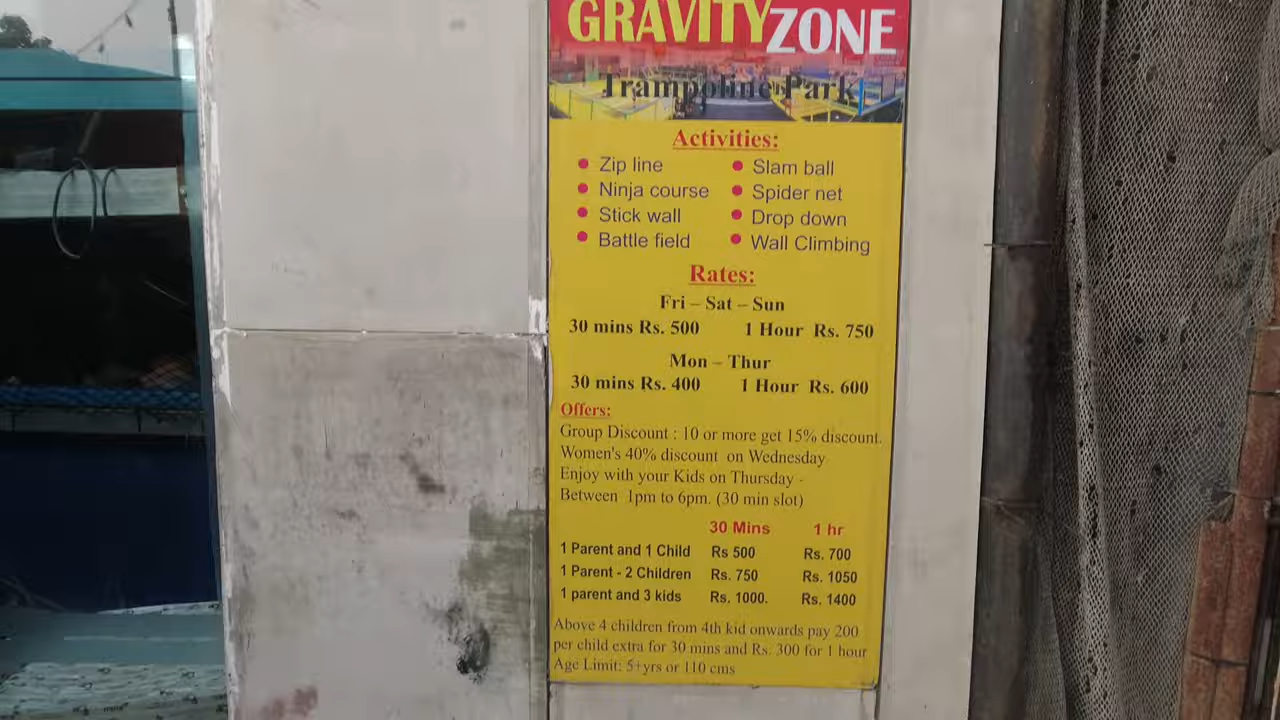 GRAVITY ZONE
Trampoline Park
Activities:
Zip line
Ninja course
Stick wall
Battle field
Slam ball
Spider net
Drop down
Wall Climbing
Rates:
Fri – Sat – Sun
30 mins Rs. 500 1 Hour Rs. 750
Mon – Thur
30 mins Rs. 400 1 Hour Rs. 600
Offers:
Group Discount : 10 or more get 15% discount.
Women's 40% discount on Wednesday
Enjoy with your Kids on Thursday -
Between 1pm to 6pm. (30 min slot)
30 Mins 1 hr
1 Parent and 1 Child Rs 500 Rs. 700
1 Parent - 2 Children Rs. 750 Rs. 1050
1 parent and 3 kids Rs. 1000. Rs. 1400
Above 4 children from 4th kid onwards pay 200
per child extra for 30 mins and Rs. 300 for 1 hour
Age Limit: 5+yrs or 110 cms